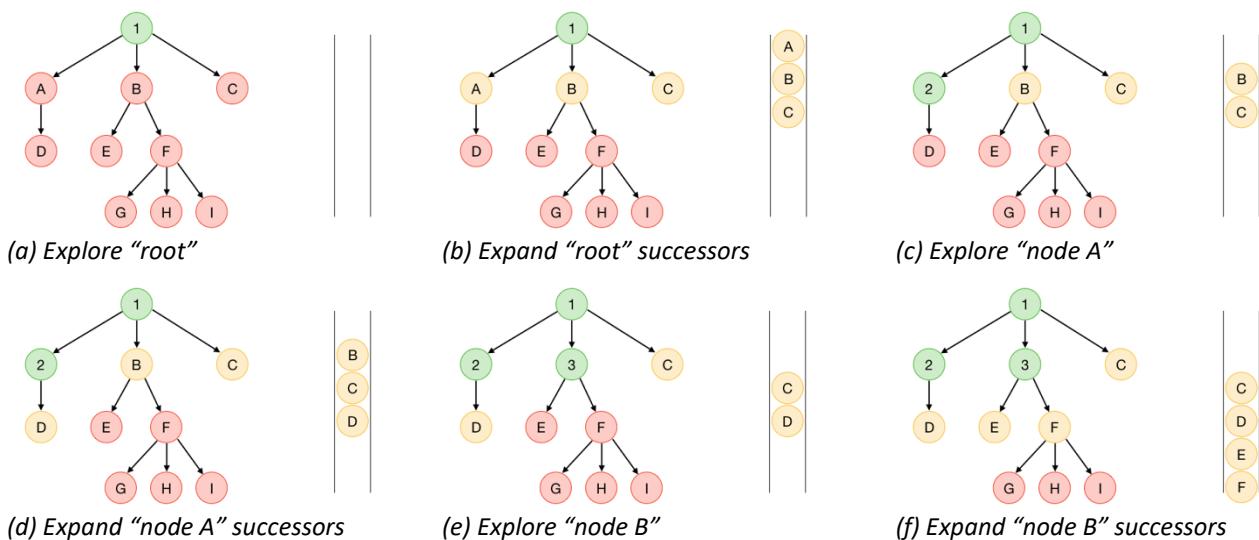 1
A B C
D E F
G H I
(a) Explore “root”
1
A B C
D E F
G H I
A
B
C
(b) Expand “root” successors
1
2 B C
D E F
G H I
B
C
(c) Explore “node A”
1
2 B C
D E F
G H I
B
C
D
(d) Expand “node A” successors
1
2 3 C
D E F
G H I
C
D
(e) Explore “node B”
1
2 3 C
D E F
G H I
C
D
E
F
(f) Expand “node B” successors